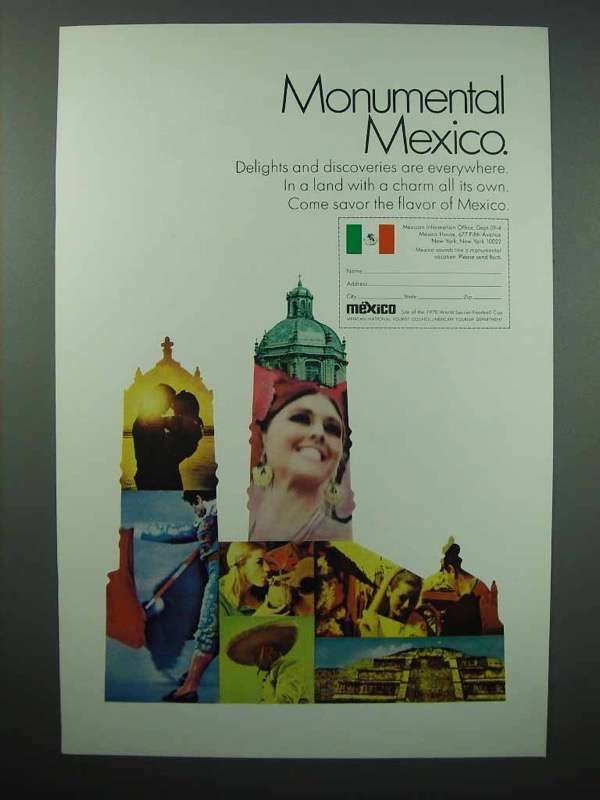 Monumental
Mexico.
Delights and discoveries are everywhere.
In a land with a charm all its own.
Come savor the flavor of Mexico.
Mexican Information Office, Dept.
Mexico House, 677 Fifth Avenue
New York, New York 10022
Mexico sounds like a monumental
vacation. Please send facts.
Name
Address
City State Zip
méxico Site of the 1970 World Soccer-Football Cup
MEXICAN NATIONAL TOURIST COUNCIL/MEXICAN TOURISM DEPARTMENT